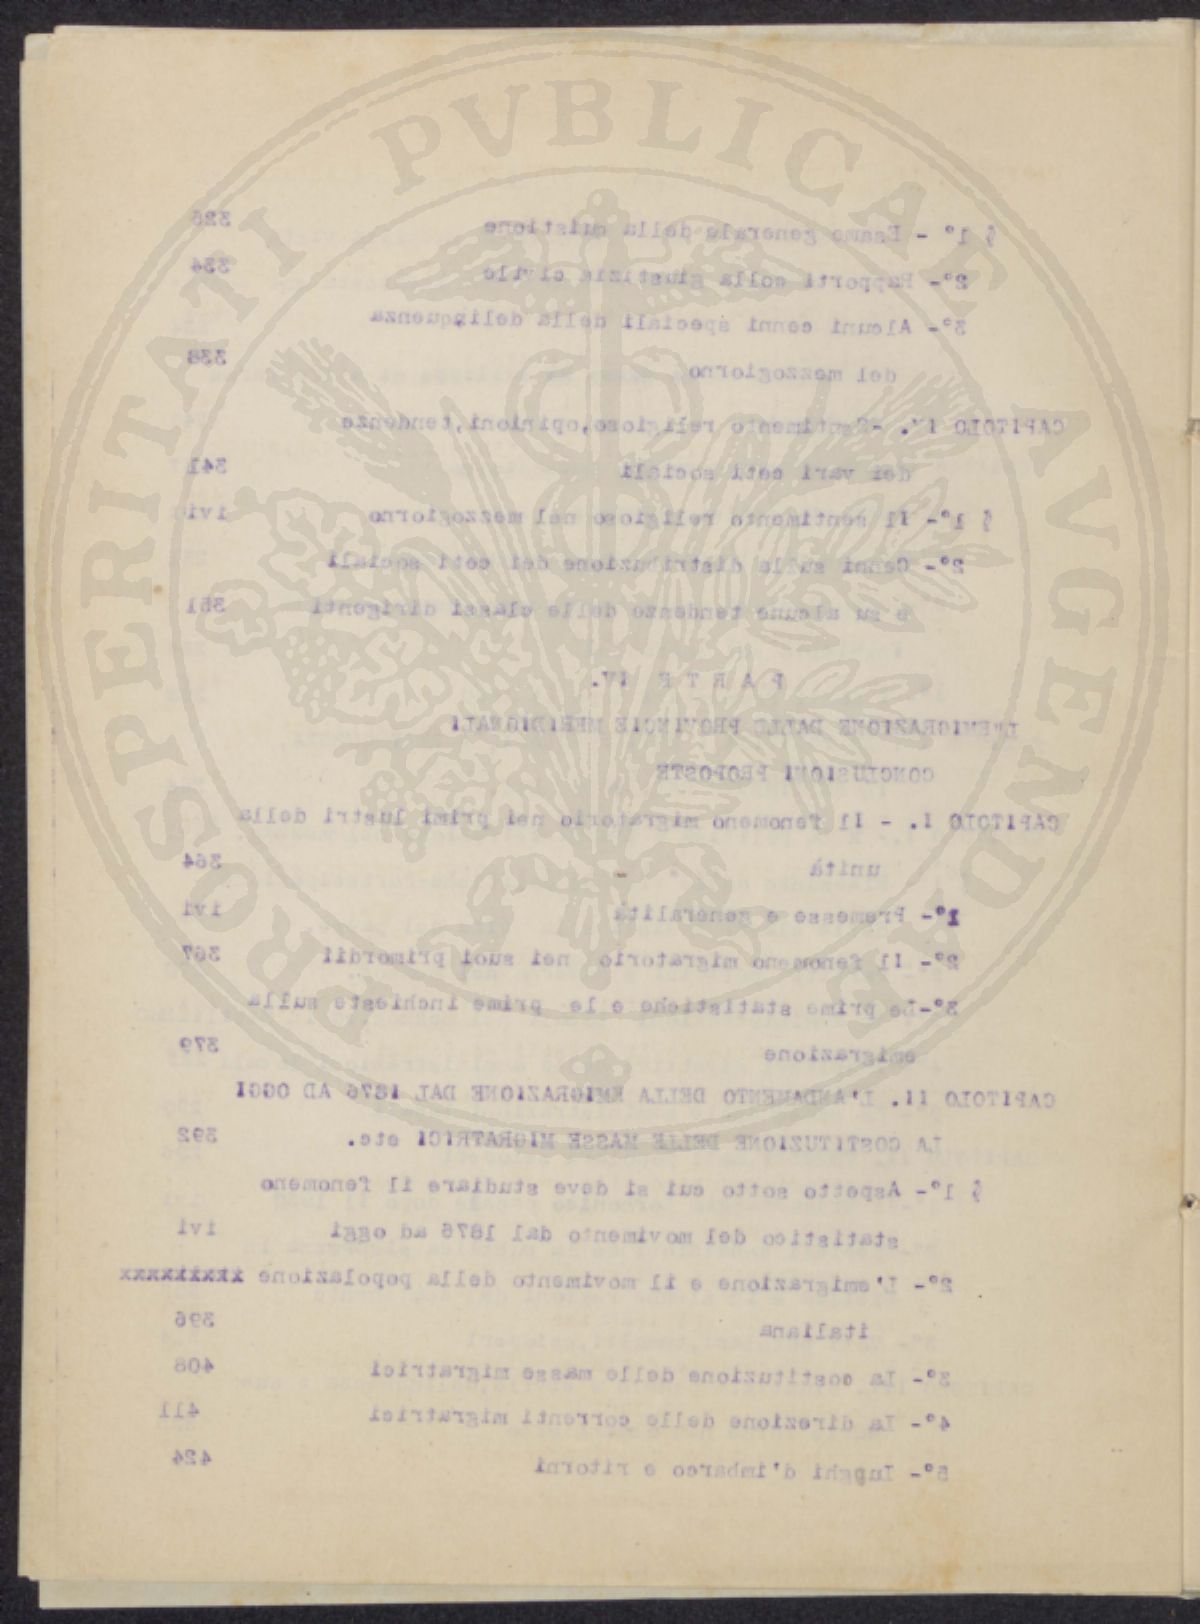 PROSPERITATI PVBLICAE AVGENDAE
§ 1° - Esame generale della quistione 326
2°- Rapporti colla giustizia civile 334
3°- Alcuni cenni speciali della delinquenza
del mezzogiorno 338
CAPITOLO IV. -Sentimento religioso,opinioni,tendenze
dei vari ceti sociali 341
§ 1°- Il sentimento religioso nel mezzogiorno ivi
2°- Cenni sulla distribuzione dei ceti sociali
e su alcune tendenze delle classi dirigenti 351
P A R T E IV.
L'EMIGRAZIONE DALLE PROVINCIE MERIDIONALI
CONCLUSIONI PROPOSTE
CAPITOLO I. - Il fenomeno migratorio nei primi lustri della
unità 364
1°- Premesse e generalità ivi
2°- Il fenomeno migratorio nei suoi primordii 367
3°-Le prime statistiche e le prime inchieste sulla
emigrazione 379
CAPITOLO II. L'ANDAMENTO DELLA EMIGRAZIONE DAL 1876 AD OGGI
LA COSTITUZIONE DELLE MASSE MIGRATRICI etc. 392
§ 1°- Aspetto sotto cui si deve studiare il fenomeno
statistico del movimento dal 1876 ad oggi ivi
2°- L'emigrazione e il movimento della popolazione
italiana 396
3°- La costituzione delle masse migratrici 408
4°- La direzione delle correnti migratrici 411
5°- Luoghi d'imbarco e ritorni 424